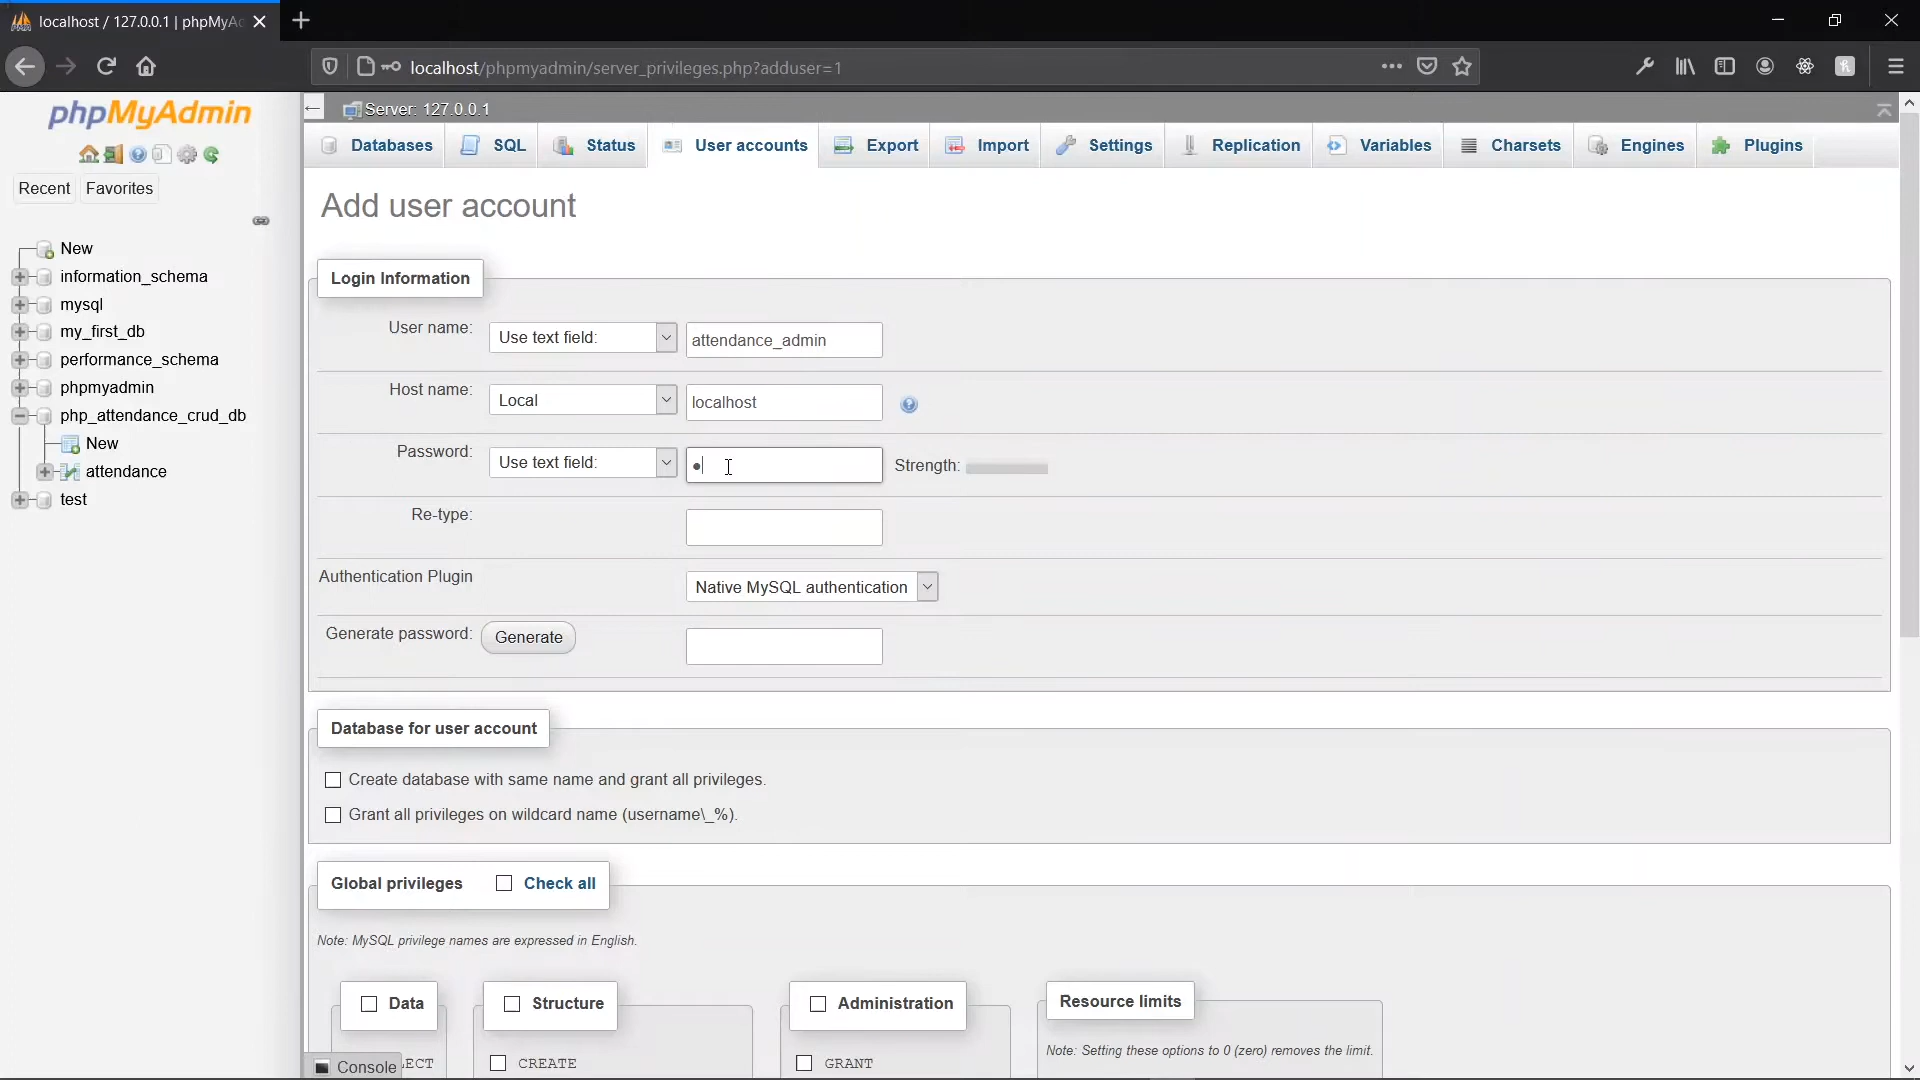 localhost / 127.0.0.1 | phpMyAd
localhost/phpmyadmin/server_privileges.php?adduser=1
phpMyAdmin
Server: 127.0.0.1
Databases
SQL
Status
User accounts
Export
Import
Settings
Replication
Variables
Charsets
Engines
Plugins
Recent
Favorites
New
information_schema
mysql
my_first_db
performance_schema
phpmyadmin
php_attendance_crud_db
New
attendance
test
Add user account
Login Information
User name:
Use text field:
attendance_admin
Host name:
Local
localhost
Password:
Use text field:
Strength:
Re-type:
Authentication Plugin
Native MySQL authentication
Generate password:
Generate
Database for user account
Create database with same name and grant all privileges.
Grant all privileges on wildcard name (username\_%).
Global privileges
Check all
Note: MySQL privilege names are expressed in English.
Data
Structure
Administration
Resource limits
Note: Setting these options to 0 (zero) removes the limit.
Console
ECT
CREATE
GRANT